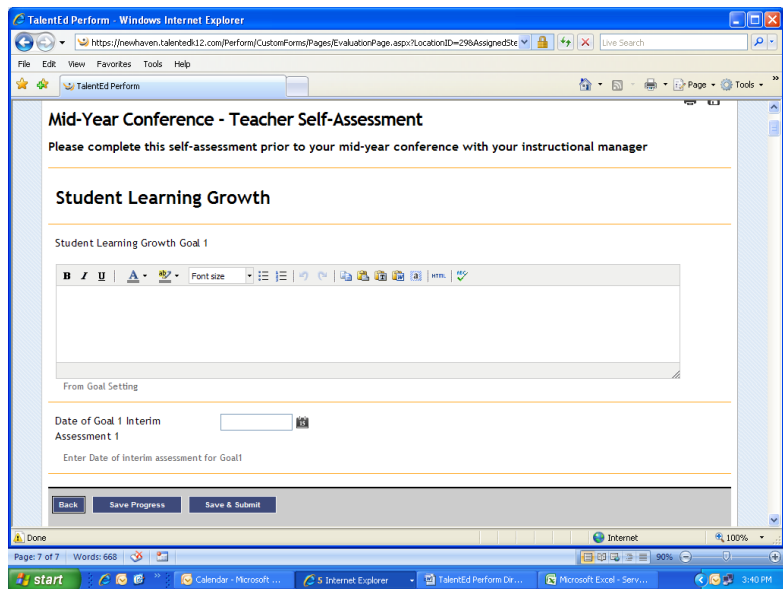 TalentEd Perform - Windows Internet Explorer
https://newhaven.talentedk12.com/Perform/CustomForms/Pages/EvaluationPage.aspx?LocationID=298&AssignedSte
Live Search
File Edit View Favorites Tools Help
TalentEd Perform
Page Tools
Mid-Year Conference - Teacher Self-Assessment
Please complete this self-assessment prior to your mid-year conference with your instructional manager
Student Learning Growth
Student Learning Growth Goal 1
B I U A ab Font size HTML ABC
From Goal Setting
Date of Goal 1 Interim
Assessment 1
15
Enter Date of interim assessment for Goal1
Back Save Progress Save & Submit
Done Internet 100%
Page: 7 of 7 Words: 668 90%
start Calendar - Microsoft ... 5 Internet Explorer TalentEd Perform Dir... Microsoft Excel - Serv... 3:40 PM